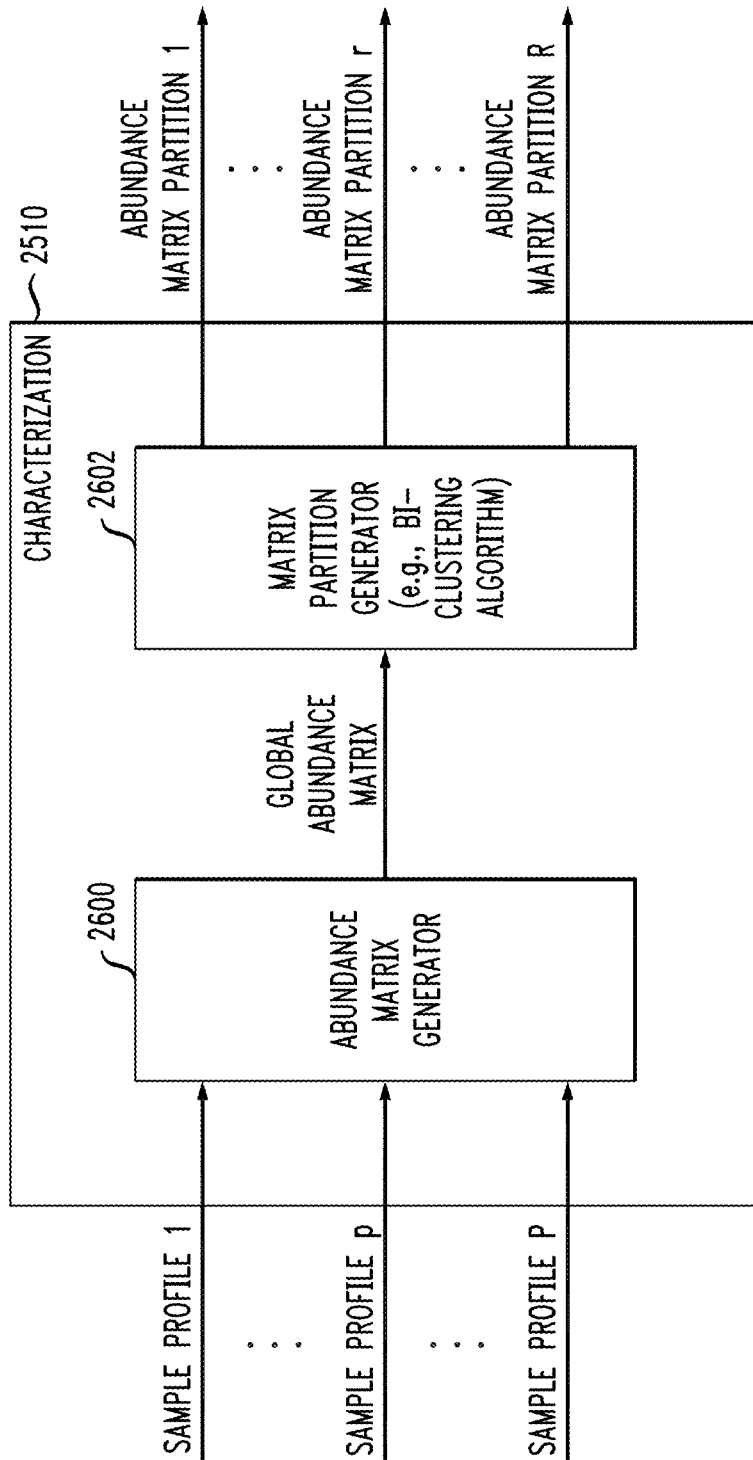 CHARACTERIZATION
2510
SAMPLE PROFILE 1
SAMPLE PROFILE p
SAMPLE PROFILE P
2600
ABUNDANCE
MATRIX
GENERATOR
GLOBAL
ABUNDANCE
MATRIX
2602
MATRIX
PARTITION
GENERATOR
(e.g., BI-
CLUSTERING
ALGORITHM)
ABUNDANCE
MATRIX PARTITION 1
ABUNDANCE
MATRIX PARTITION r
ABUNDANCE
MATRIX PARTITION R